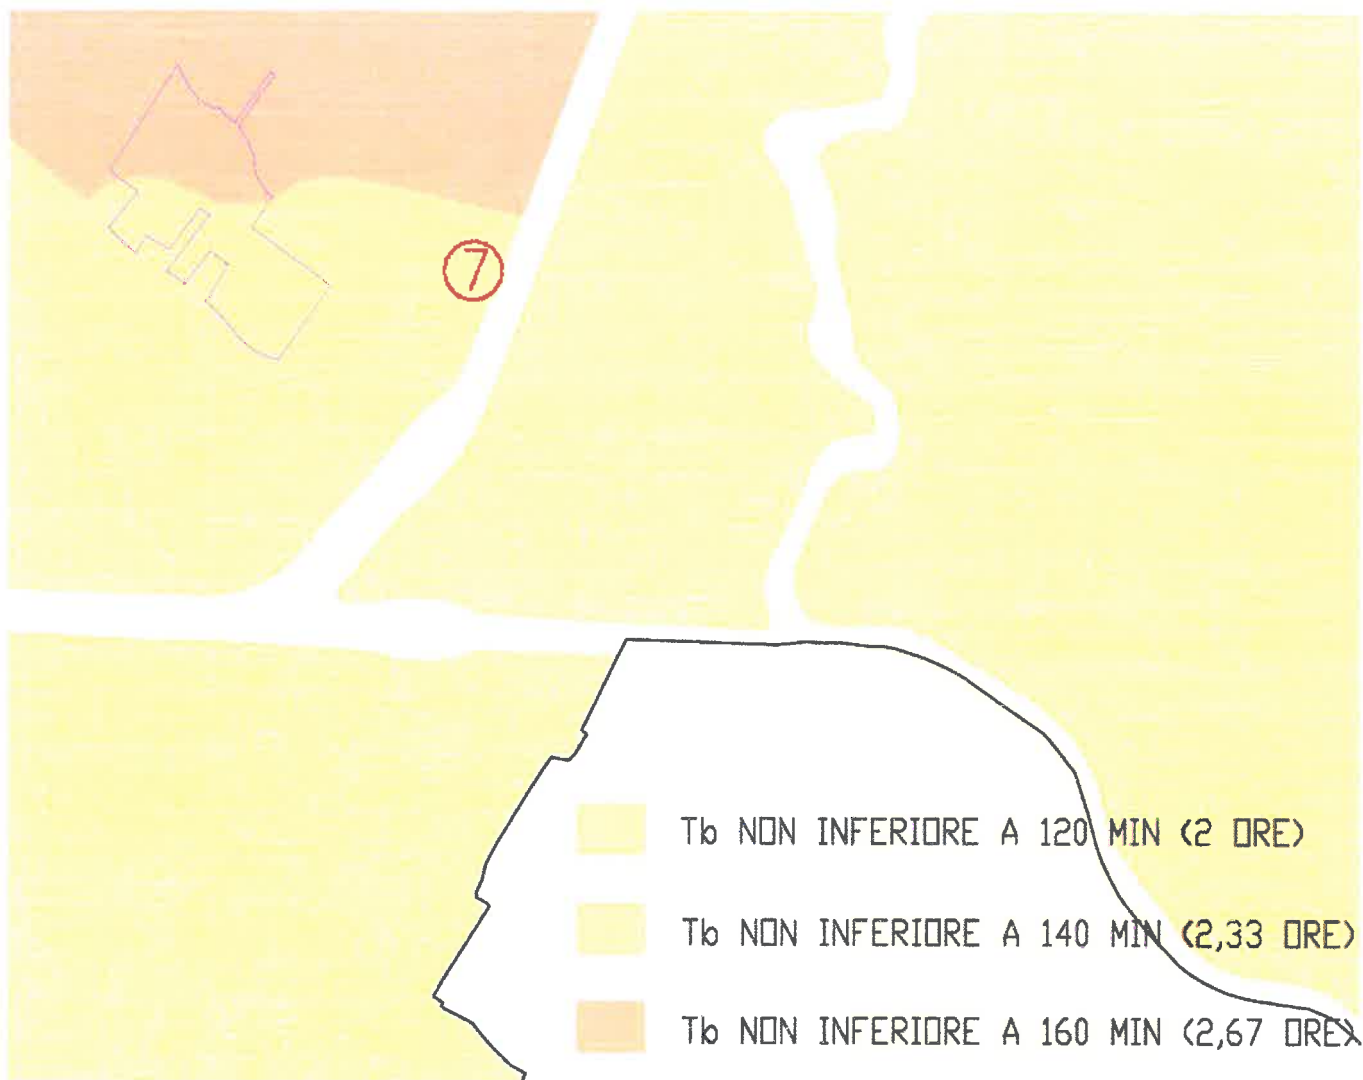 7
Tb NON INFERIORE A 120 MIN (2 ORE)
Tb NON INFERIORE A 140 MIN (2,33 ORE)
Tb NON INFERIORE A 160 MIN (2,67 ORE)